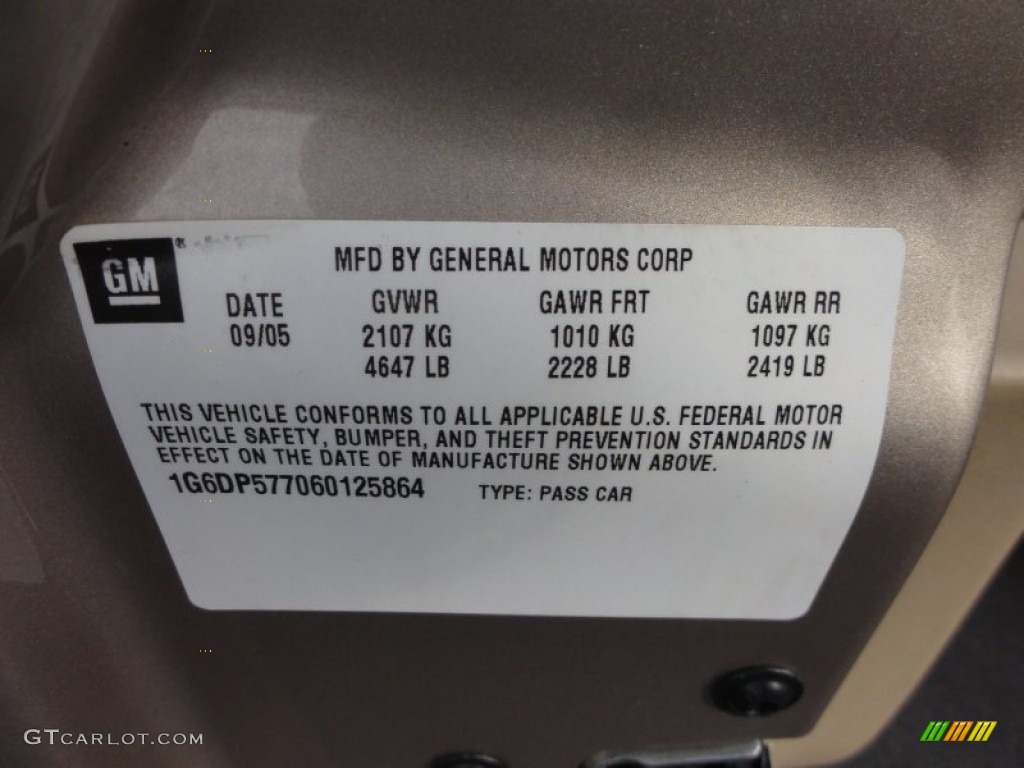 GM ®
MFD BY GENERAL MOTORS CORP
DATE GVWR GAWR FRT GAWR RR
09/05 2107 KG 1010 KG 1097 KG
4647 LB 2228 LB 2419 LB
THIS VEHICLE CONFORMS TO ALL APPLICABLE U.S. FEDERAL MOTOR
VEHICLE SAFETY, BUMPER, AND THEFT PREVENTION STANDARDS IN
EFFECT ON THE DATE OF MANUFACTURE SHOWN ABOVE.
1G6DP577060125864 TYPE: PASS CAR
GTCARLOT.COM